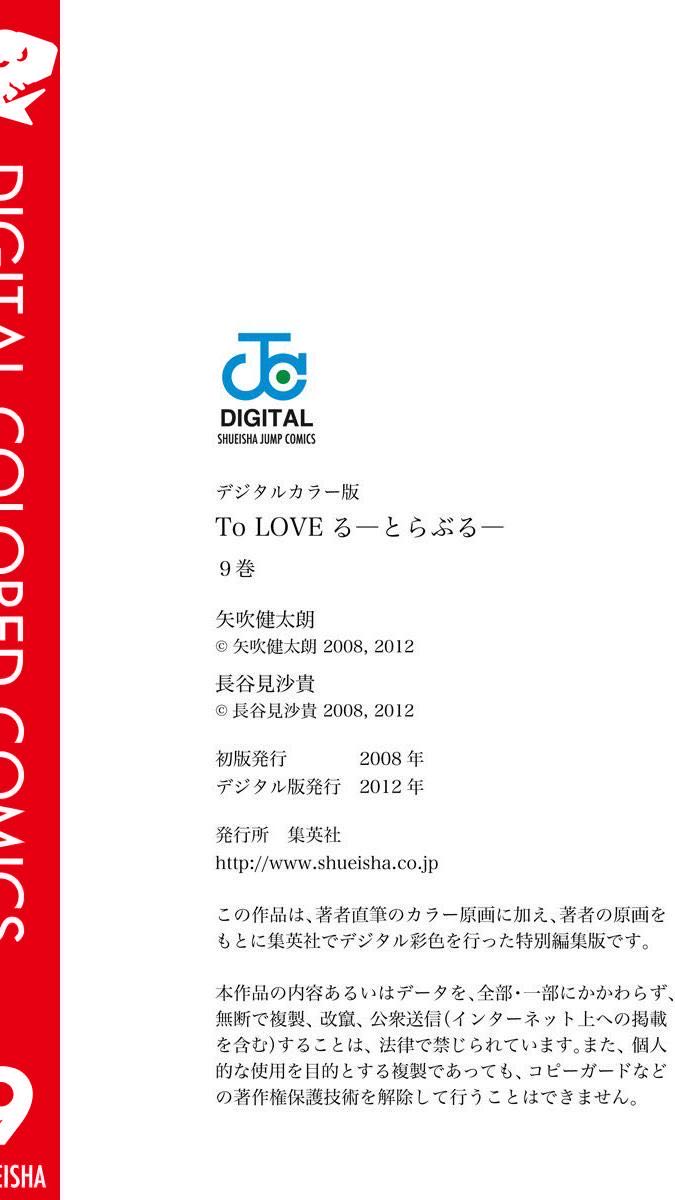 DIGITAL COLORED COMICS
9
EISHA
DIGITAL
SHUEISHA JUMP COMICS
デジタルカラー版
To LOVE る―とらぶる―
９巻
矢吹健太朗
© 矢吹健太朗 2008, 2012
長谷見沙貴
© 長谷見沙貴 2008, 2012
初版発行 2008 年
デジタル版発行 2012 年
発行所 集英社
http://www.shueisha.co.jp
この作品は、著者直筆のカラー原画に加え、著者の原画を
もとに集英社でデジタル彩色を行った特別編集版です。
本作品の内容あるいはデータを、全部・一部にかかわらず、
無断で複製、改竄、公衆送信(インターネット上への掲載
を含む)することは、法律で禁じられています。また、個人
的な使用を目的とする複製であっても、コピーガードなど
の著作権保護技術を解除して行うことはできません。